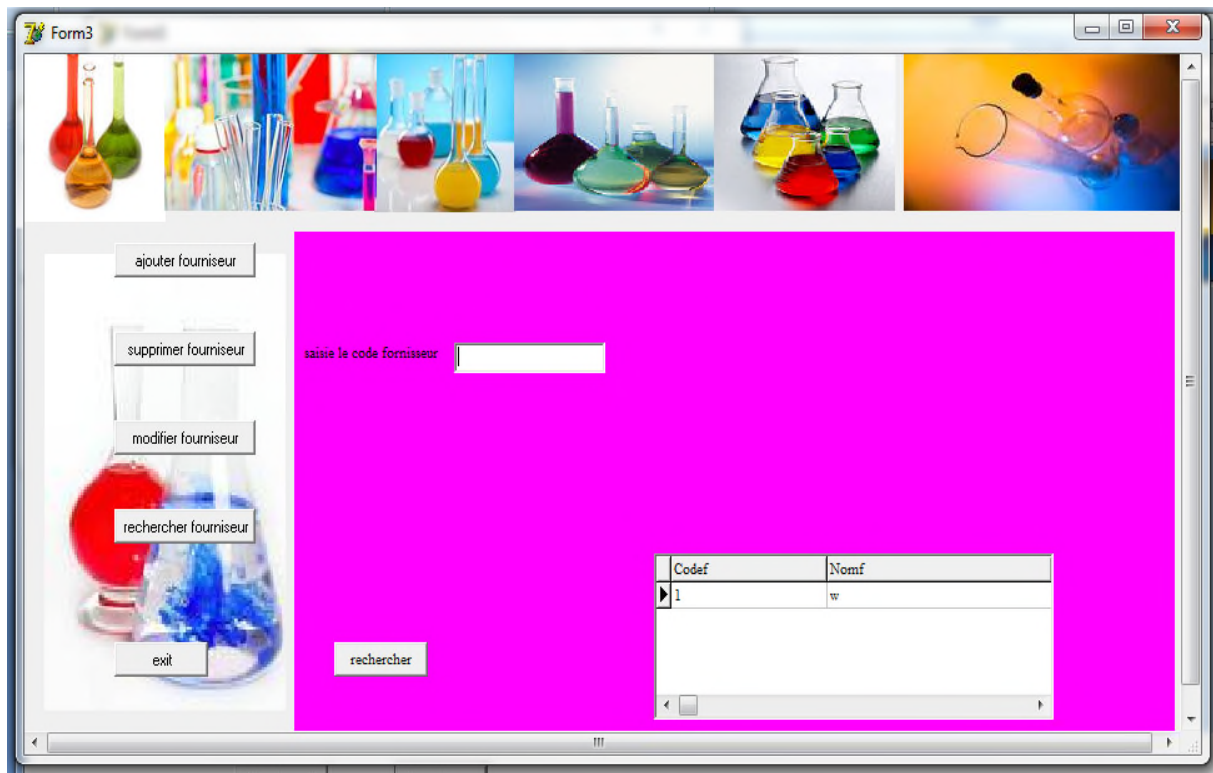 Form3
ajouter fourniseur
supprimer fourniseur
saisie le code fornisseur
modifier fourniseur
rechercher fourniseur
Codef Nomf
1 w
exit
rechercher